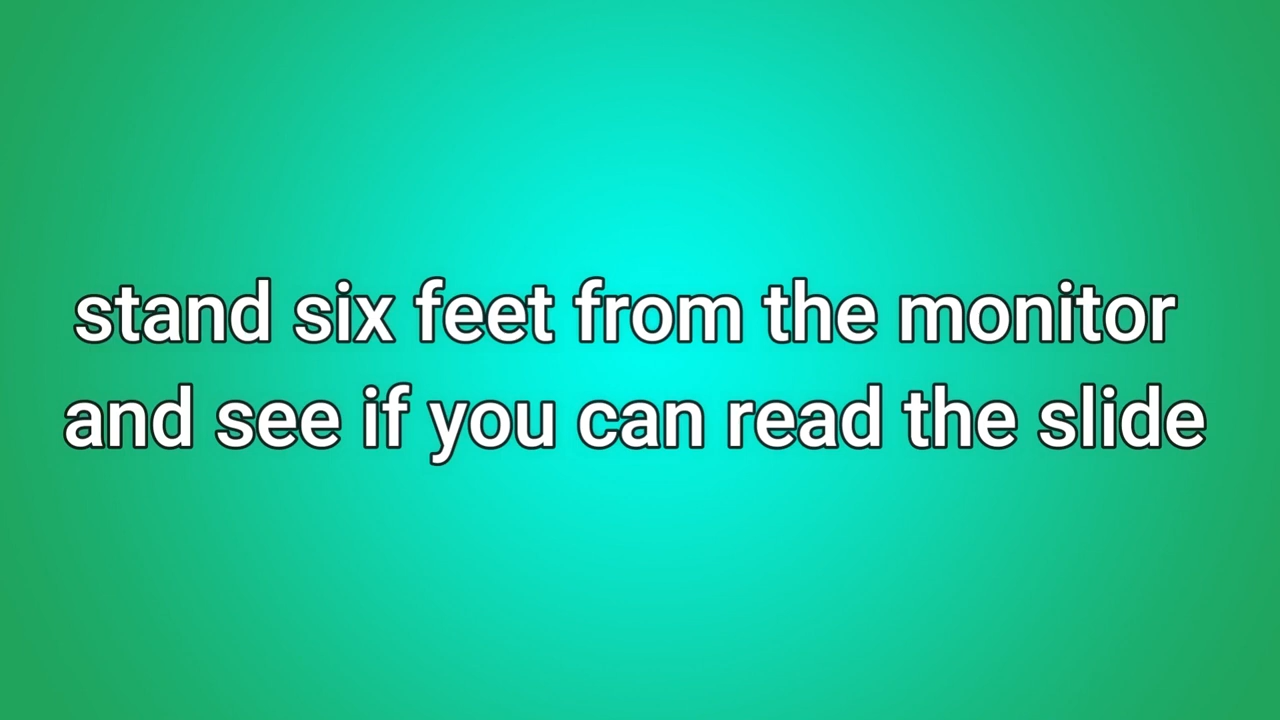 stand six feet from the monitor
and see if you can read the slide